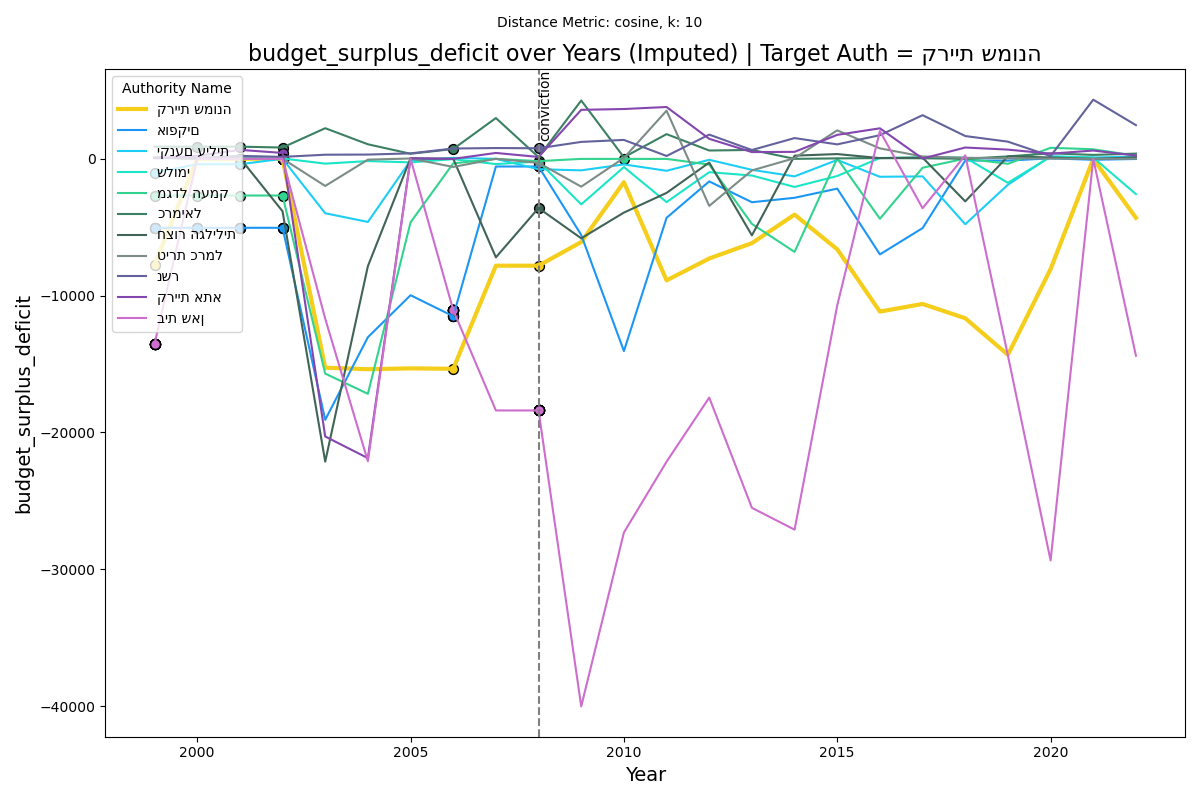 Distance Metric: cosine, k: 10
budget_surplus_deficit over Years (Imputed) | Target Auth = קריית שמונה
conviction
Authority Name
קריית שמונה
אופקים
יוקנעם עילית
שלומי
מגדל העמק
כרמיאל
חצור הגלילית
טירת כרמל
נשר
קריית אתא
בית שאן
0
−10000
−20000
−30000
−40000
budget_surplus_deficit
2000
2005
2010
2015
2020
Year